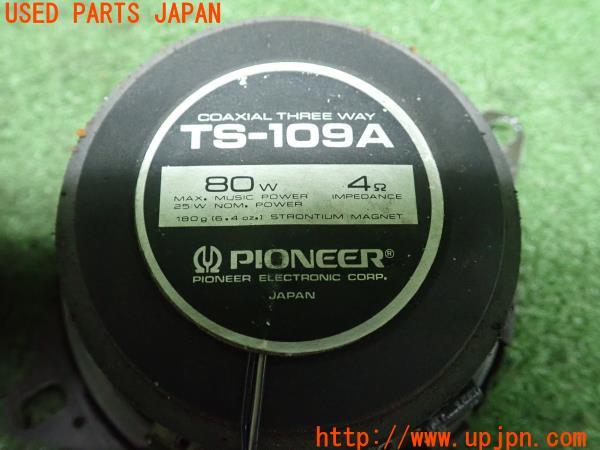 USED PARTS JAPAN
COAXIAL THREE WAY
TS-109A
80W
MAX. MUSIC POWER
25W NOM. POWER
4Ω
IMPEDANCE
180g (6.4 oz.) STRONTIUM MAGNET
PIONEER®
PIONEER ELECTRONIC CORP.
JAPAN
http://www.upjpn.com